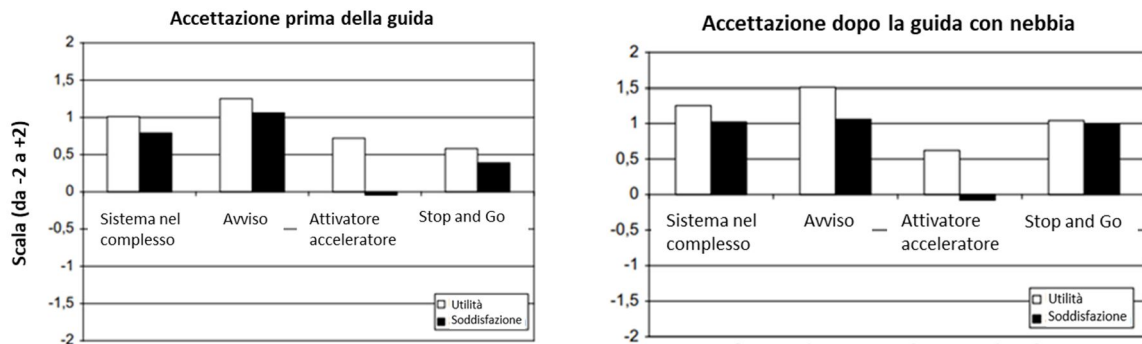 Accettazione prima della guida
Scala (da -2 a +2)
2
1,5
1
0,5
0
-0,5
-1
-1,5
-2
Sistema nel
complesso
Avviso
Attivatore
acceleratore
Stop and Go
Utilità
Soddisfazione
Accettazione dopo la guida con nebbia
2
1,5
1
0,5
0
-0,5
-1
-1,5
-2
Sistema nel
complesso
Avviso
Attivatore
acceleratore
Stop and Go
Utilità
Soddisfazione